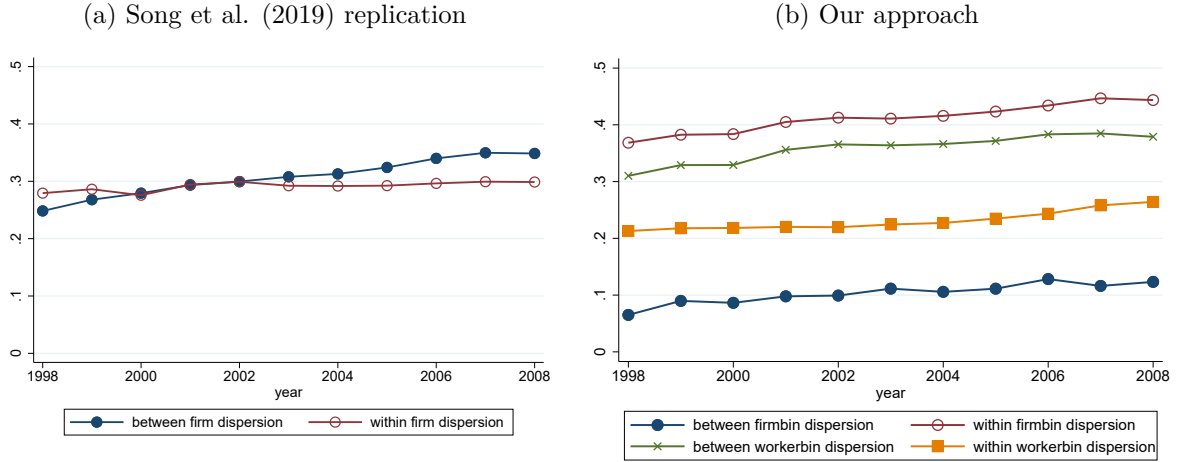 (a) Song et al. (2019) replication
.5
.4
.3
.2
.1
0
1998 2000 2002 2004 2006 2008
year
between firm dispersion within firm dispersion
(b) Our approach
.5
.4
.3
.2
.1
0
1998 2000 2002 2004 2006 2008
year
between firmbin dispersion within firmbin dispersion
between workerbin dispersion within workerbin dispersion